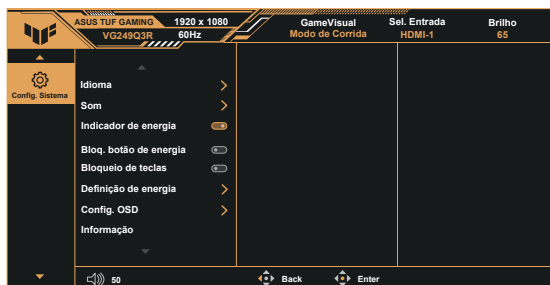 ASUS TUF GAMING 1920 x 1080
VG249Q3R 60Hz
GameVisual
Modo de Corrida
Sel. Entrada
HDMI-1
Brilho
65
Config. Sistema
Idioma
Som
Indicador de energia
Bloq. botão de energia
Bloqueio de teclas
Definição de energia
Config. OSD
Informação
50
Back
Enter